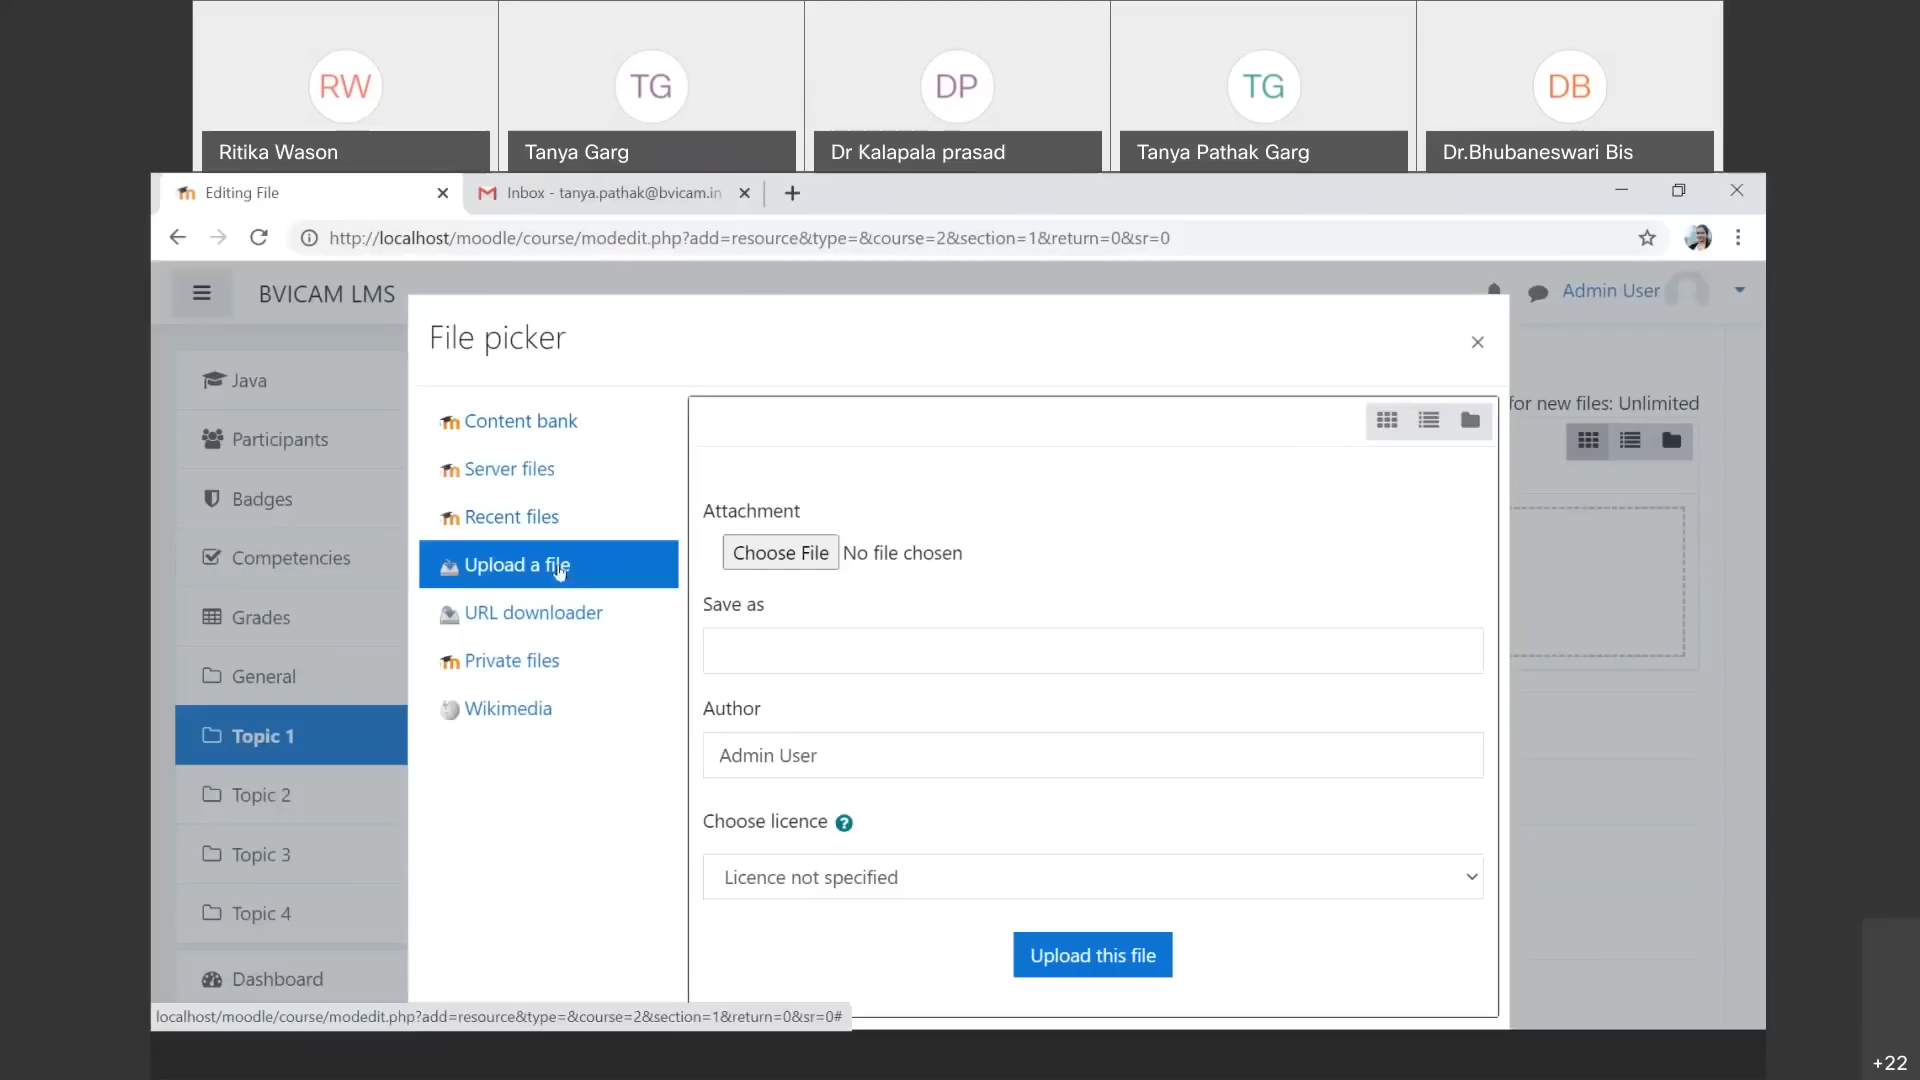 RW
TG
DP
TG
DB
Ritika Wason
Tanya Garg
Dr Kalapala prasad
Tanya Pathak Garg
Dr.Bhubaneswari Bis
Editing File
Inbox - tanya.pathak@bvicam.in
http://localhost/moodle/course/modedit.php?add=resource&type=&course=2&section=1&return=0&sr=0
BVICAM LMS
Admin User
File picker
for new files: Unlimited
Java
Participants
Badges
Competencies
Grades
General
Topic 1
Topic 2
Topic 3
Topic 4
Dashboard
Content bank
Server files
Recent files
Upload a file
URL downloader
Private files
Wikimedia
Attachment
Choose File No file chosen
Save as
Author
Admin User
Choose licence
Licence not specified
Upload this file
localhost/moodle/course/modedit.php?add=resource&type=&course=2&section=1&return=0&sr=0#
+22